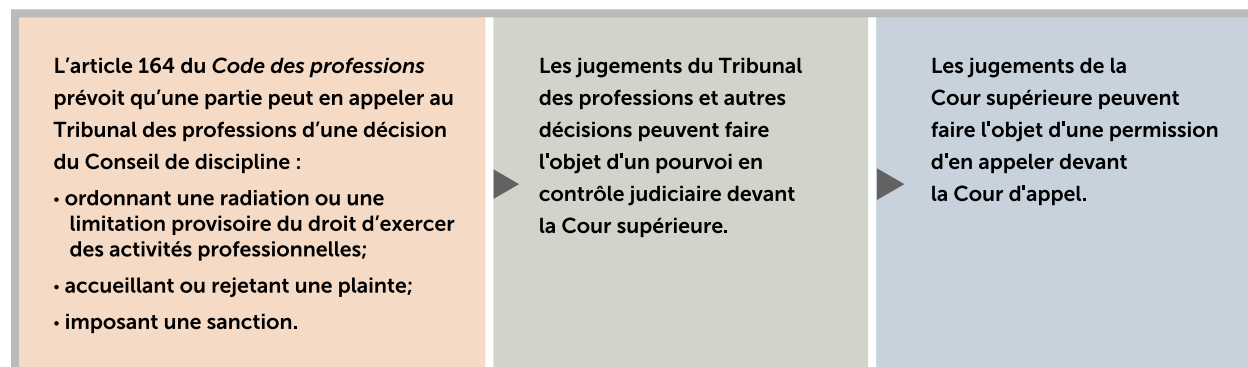 L’article 164 du Code des professions
prévoit qu’une partie peut en appeler au
Tribunal des professions d’une décision
du Conseil de discipline :
• ordonnant une radiation ou une
limitation provisoire du droit d’exercer
des activités professionnelles;
• accueillant ou rejetant une plainte;
• imposant une sanction.
Les jugements du Tribunal
des professions et autres
décisions peuvent faire
l'objet d'un pourvoi en
contrôle judiciaire devant
la Cour supérieure.
Les jugements de la
Cour supérieure peuvent
faire l'objet d'une permission
d'en appeler devant
la Cour d'appel.